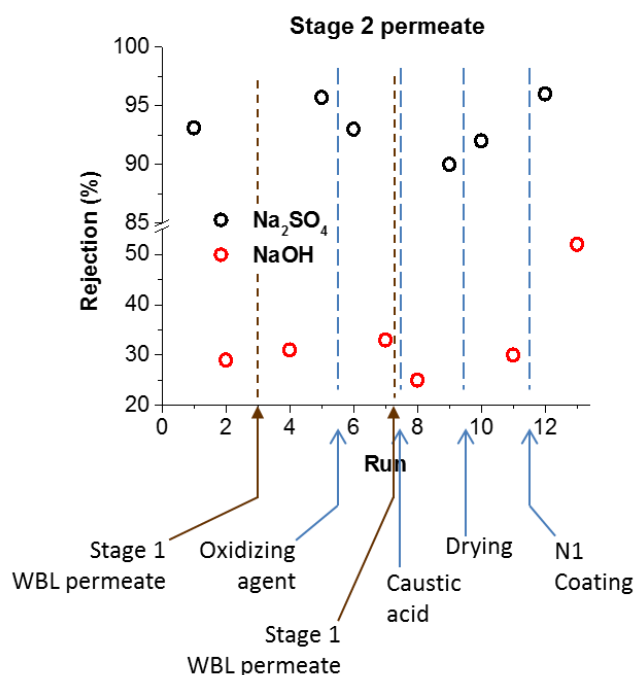 Stage 2 permeate
100
95
90
85
50
40
30
20
Rejection (%)
Na₂SO₄
NaOH
0 2 4 6 8 10 12
Run
Stage 1
WBL permeate
Oxidizing
agent
Stage 1
WBL permeate
Caustic
acid
Drying
N1
Coating